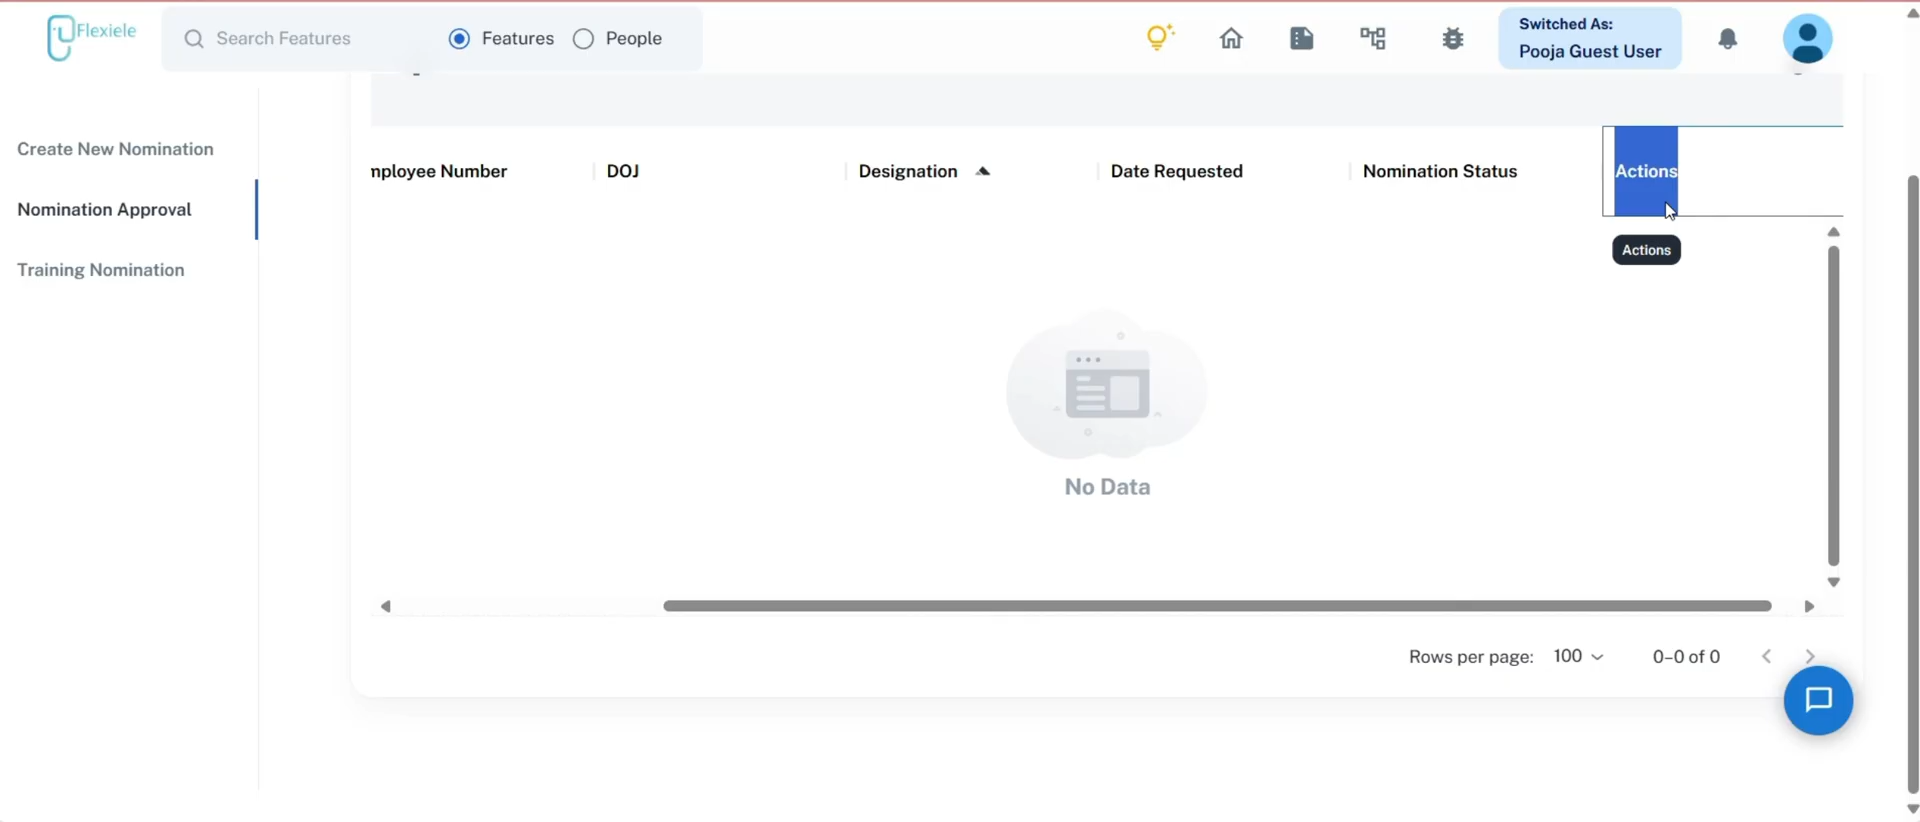 Flexiele
Search Features
Features
People
Switched As:
Pooja Guest User
Create New Nomination
Nomination Approval
Training Nomination
mployee Number
DOJ
Designation
Date Requested
Nomination Status
Actions
Actions
No Data
Rows per page: 100
0–0 of 0